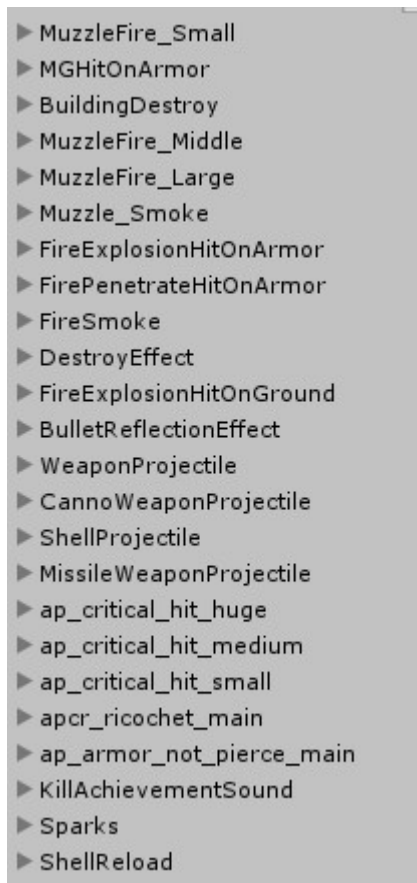 MuzzleFire_Small
MGHitOnArmor
BuildingDestroy
MuzzleFire_Middle
MuzzleFire_Large
Muzzle_Smoke
FireExplosionHitOnArmor
FirePenetrateHitOnArmor
FireSmoke
DestroyEffect
FireExplosionHitOnGround
BulletReflectionEffect
WeaponProjectile
CannoWeaponProjectile
ShellProjectile
MissileWeaponProjectile
ap_critical_hit_huge
ap_critical_hit_medium
ap_critical_hit_small
apcr_ricochet_main
ap_armor_not_pierce_main
KillAchievementSound
Sparks
ShellReload